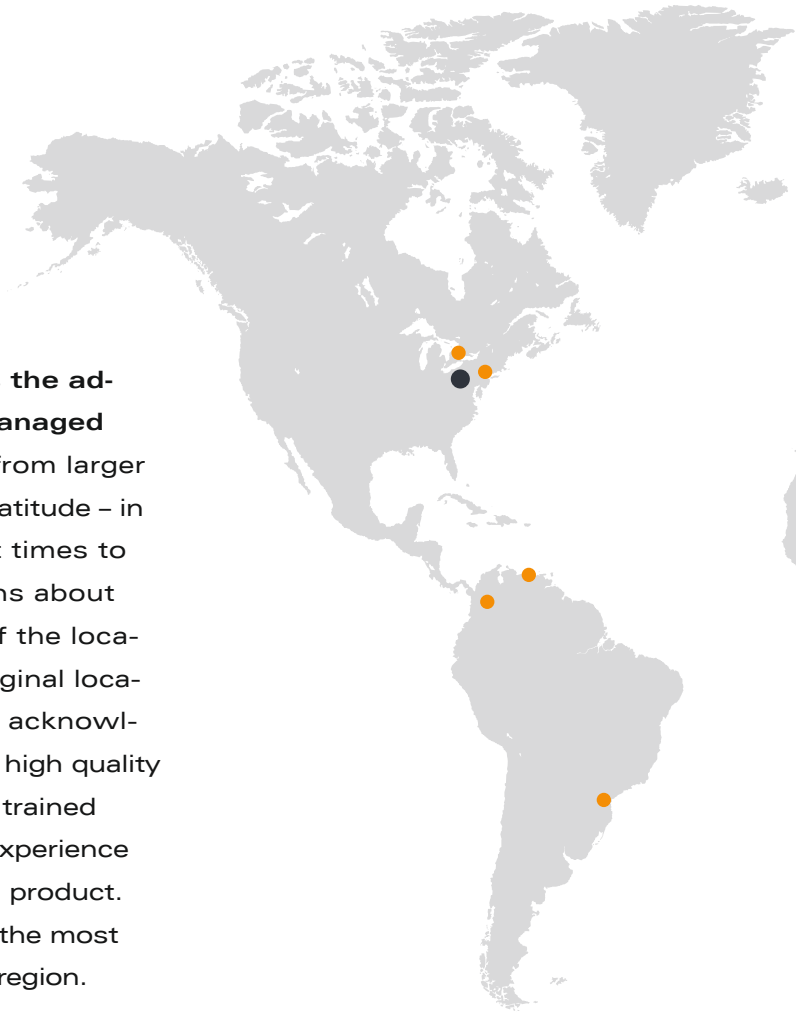 the ad-
anaged
from larger
atitude – in
times to
ns about
f the loca-
ginal loca-
acknowl-
high quality
trained
xperience
product.
the most
region.